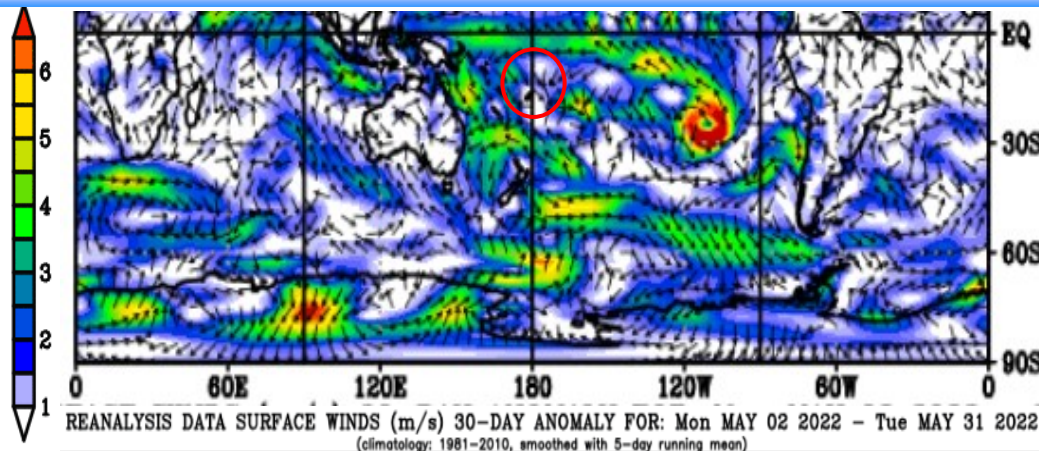 EQ
6
5
30S
4
60S
3
2
90S
0 60E 120E 180 120W 60W 0
1
REANALYSIS DATA SURFACE WINDS (m/s) 30-DAY ANOMALY FOR: Mon MAY 02 2022 - Tue MAY 31 2022
(climatology: 1981-2010, smoothed with 5-day running mean)